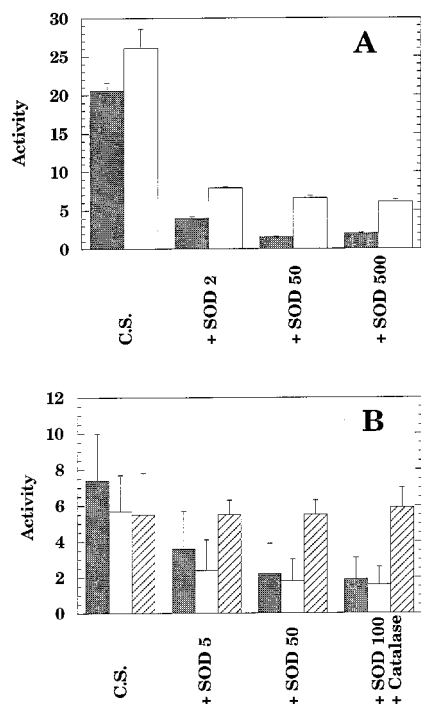 A
30
25
20
15
10
5
0
Activity
C.S.
+ SOD 2
+ SOD 50
+ SOD 500
B
12
10
8
6
4
2
0
Activity
C.S.
+ SOD 5
+ SOD 50
+ SOD 100
+ Catalase